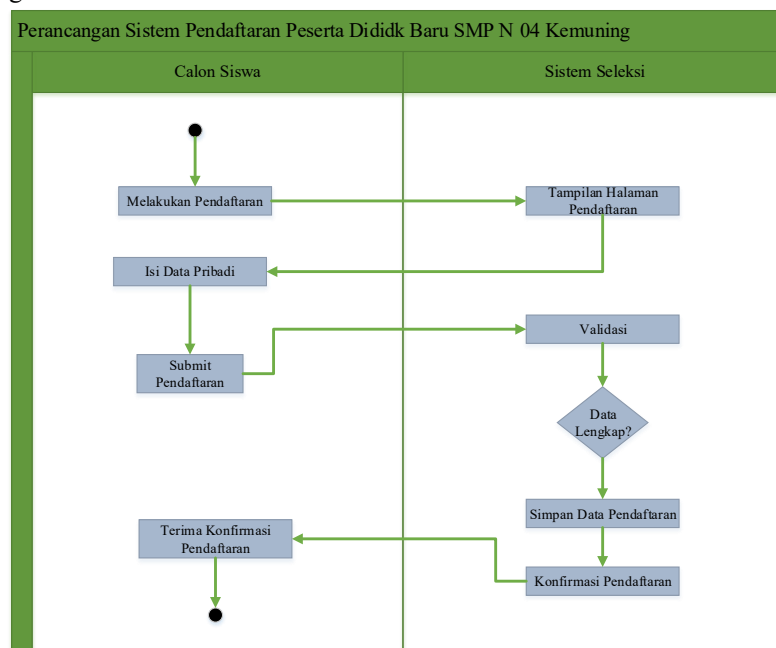 Perancangan Sistem Pendaftaran Peserta Dididk Baru SMP N 04 Kemuning
Calon Siswa
Sistem Seleksi
Melakukan Pendaftaran
Tampilan Halaman
Pendaftaran
Isi Data Pribadi
Validasi
Submit
Pendaftaran
Data
Lengkap?
Simpan Data Pendaftaran
Terima Konfirmasi
Pendaftaran
Konfirmasi Pendaftaran